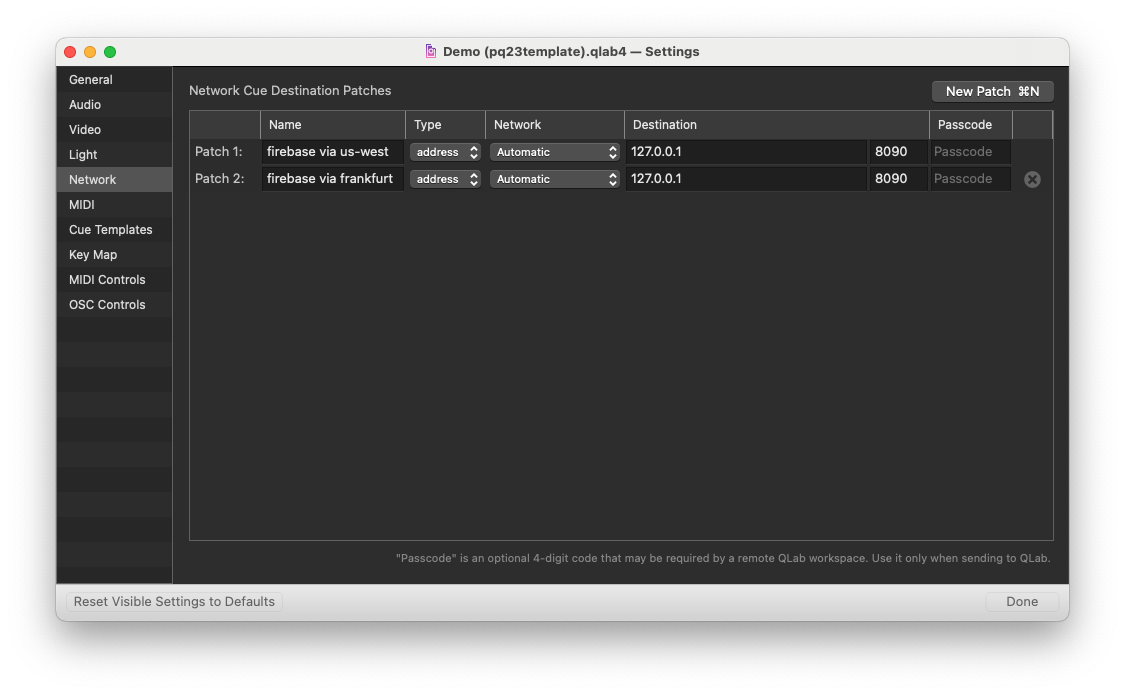 Demo (pq23template).qlab4 — Settings
General
Audio
Video
Light
Network
MIDI
Cue Templates
Key Map
MIDI Controls
OSC Controls
Network Cue Destination Patches
New Patch ⌘N
Name Type Network Destination Passcode
Patch 1: firebase via us-west address Automatic 127.0.0.1 8090 Passcode
Patch 2: firebase via frankfurt address Automatic 127.0.0.1 8090 Passcode
"Passcode" is an optional 4-digit code that may be required by a remote QLab workspace. Use it only when sending to QLab.
Reset Visible Settings to Defaults
Done